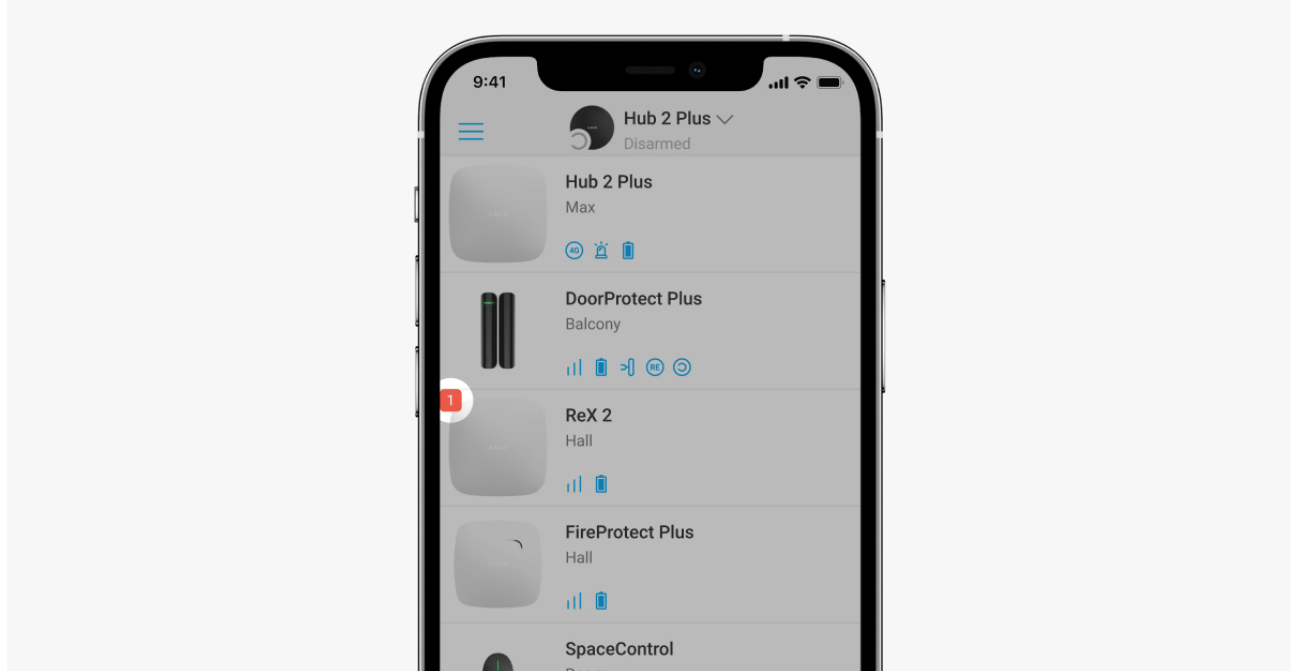 9:41
Hub 2 Plus
Disarmed
Hub 2 Plus
Max
4G
DoorProtect Plus
Balcony
RE
1
ReX 2
Hall
FireProtect Plus
Hall
SpaceControl